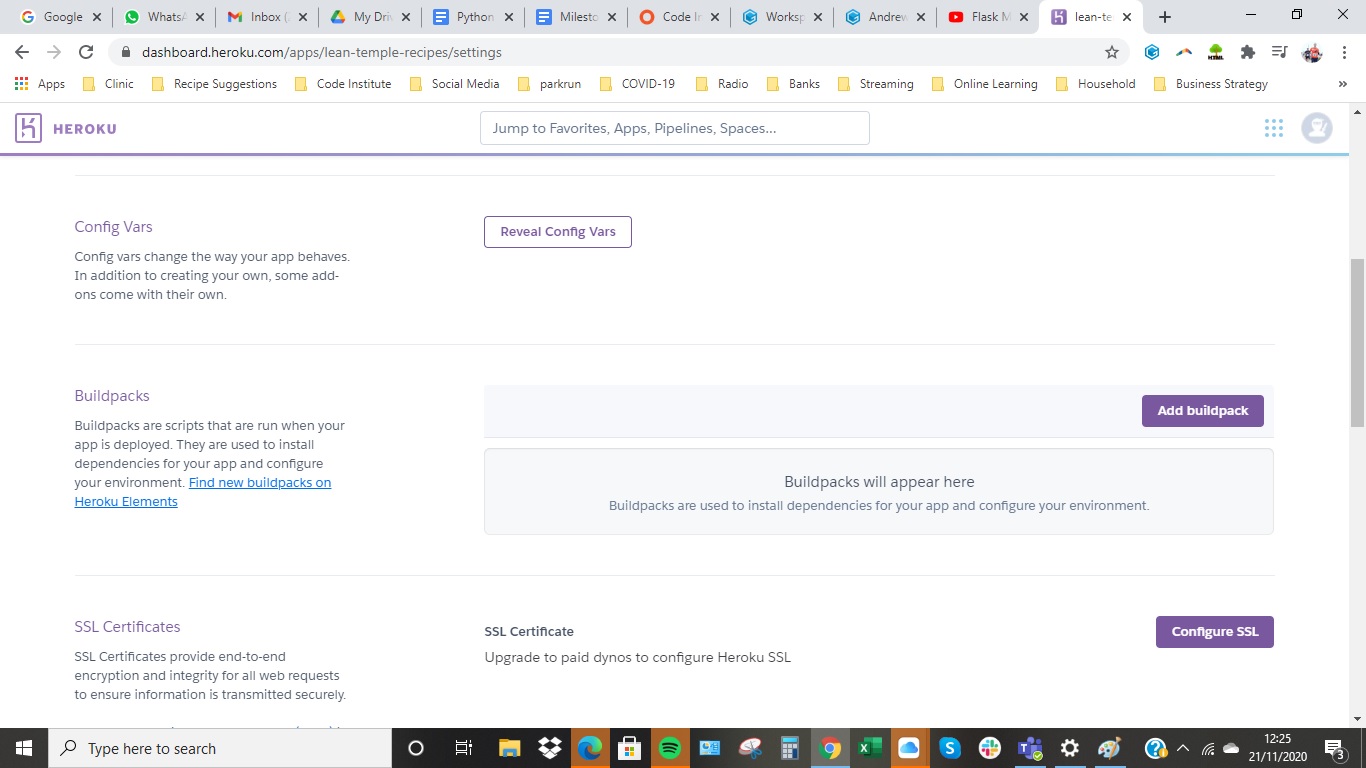 Google
WhatsA
Inbox (
My Driv
Python
Milesto
Code In
Worksp
Andrew
Flask M
lean-te
dashboard.heroku.com/apps/lean-temple-recipes/settings
Apps
Clinic
Recipe Suggestions
Code Institute
Social Media
parkrun
COVID-19
Radio
Banks
Streaming
Online Learning
Household
Business Strategy
»
HEROKU
Jump to Favorites, Apps, Pipelines, Spaces...
Config Vars
Config vars change the way your app behaves.
In addition to creating your own, some add-
ons come with their own.
Reveal Config Vars
Buildpacks
Buildpacks are scripts that are run when your
app is deployed. They are used to install
dependencies for your app and configure
your environment. Find new buildpacks on
Heroku Elements
Add buildpack
Buildpacks will appear here
Buildpacks are used to install dependencies for your app and configure your environment.
SSL Certificates
SSL Certificates provide end-to-end
encryption and integrity for all web requests
to ensure information is transmitted securely.
SSL Certificate
Upgrade to paid dynos to configure Heroku SSL
Configure SSL
Type here to search
12:25
21/11/2020
3